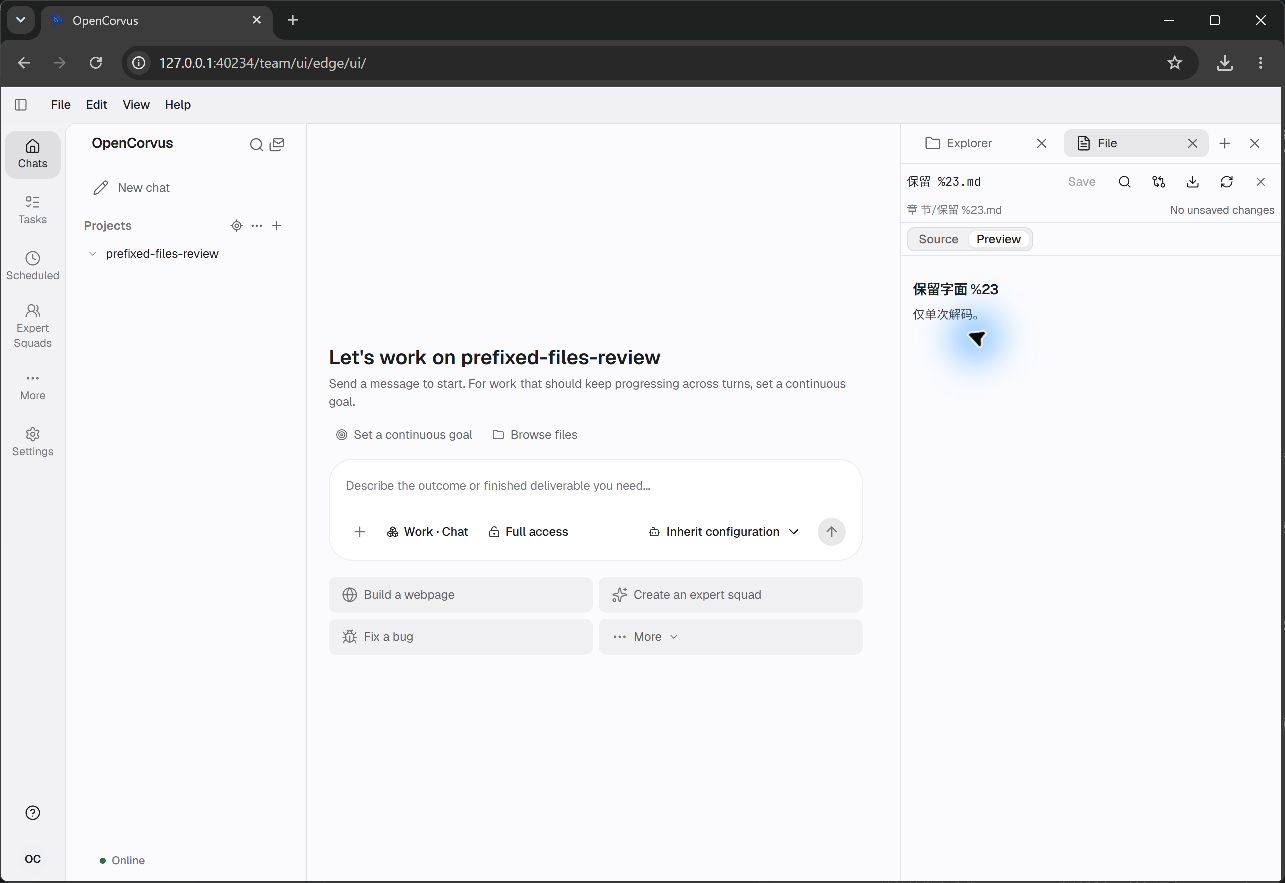 OpenCorvus
127.0.0.1:40234/team/ui/edge/ui/
File Edit View Help
Chats
Tasks
Scheduled
Expert
Squads
More
Settings
OC
OpenCorvus
New chat
Projects
prefixed-files-review
Online
Let's work on prefixed-files-review
Send a message to start. For work that should keep progressing across turns, set a continuous
goal.
Set a continuous goal Browse files
Describe the outcome or finished deliverable you need...
Work · Chat Full access Inherit configuration
Build a webpage Create an expert squad
Fix a bug More
Explorer File
保留 %23.md Save
章 节/保留 %23.md No unsaved changes
Source Preview
保留字面 %23
仅单次解码。